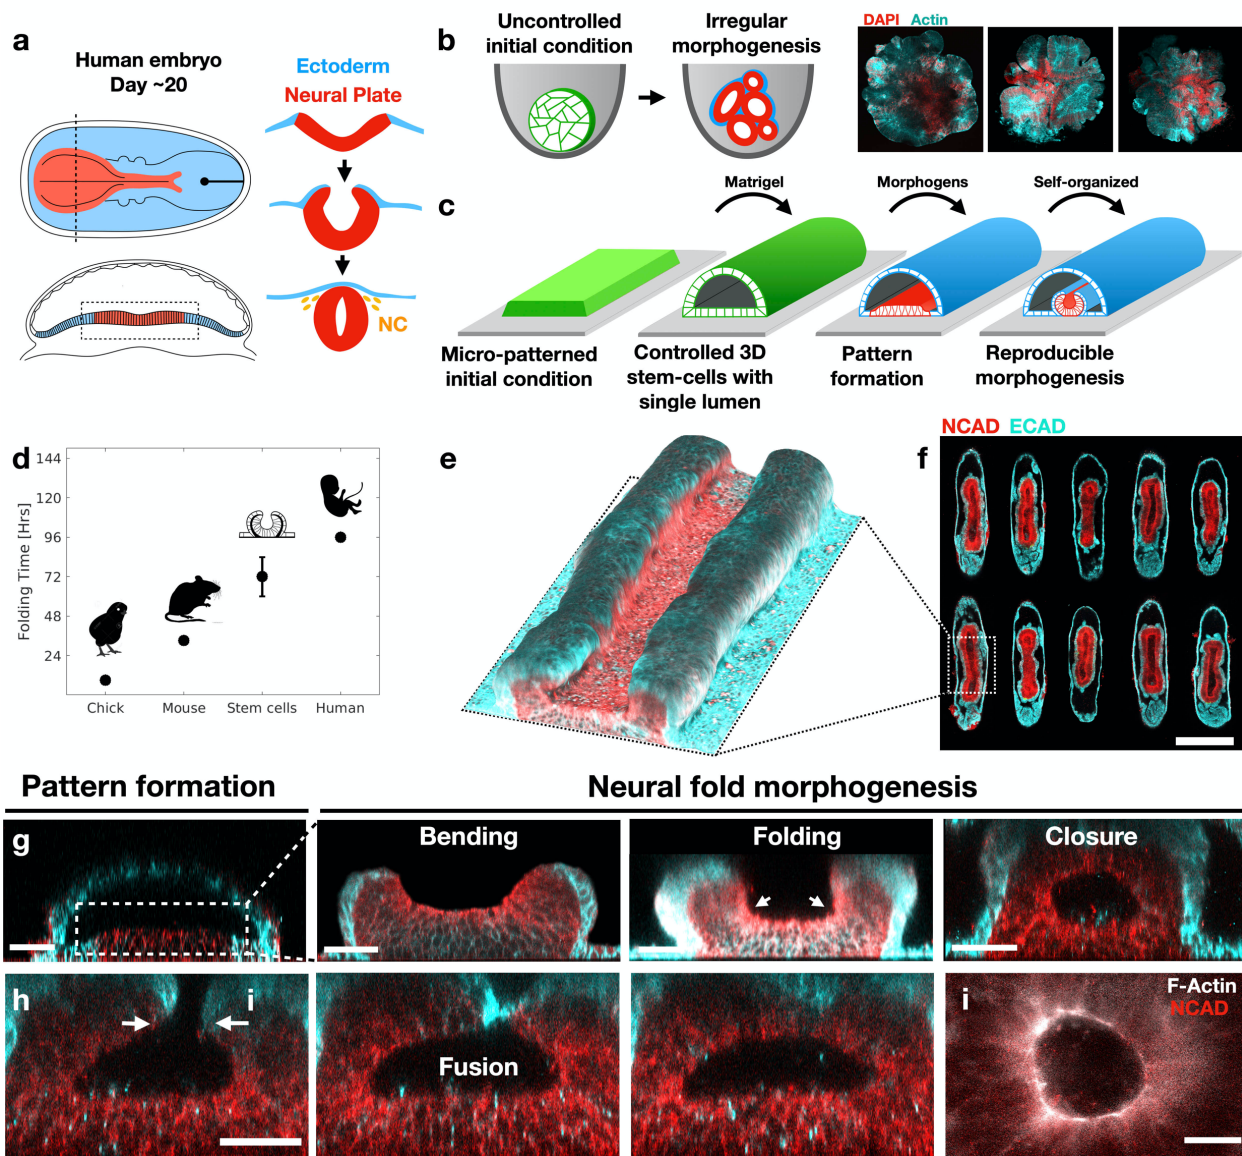 a
Human embryo
Day ~20
Ectoderm
Neural Plate
NC
b
Uncontrolled
initial condition
Irregular
morphogenesis
DAPI Actin
c
Matrigel
Morphogens
Self-organized
Micro-patterned
initial condition
Controlled 3D
stem-cells with
single lumen
Pattern
formation
Reproducible
morphogenesis
d
Folding Time [Hrs]
144
120
96
72
48
24
Chick
Mouse
Stem cells
Human
e
NCAD ECAD
f
Pattern formation
Neural fold morphogenesis
g
Bending
Folding
Closure
h
i
Fusion
i
F-Actin
NCAD